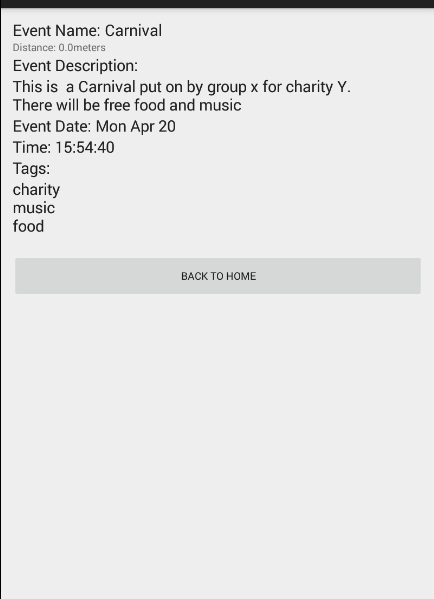 Event Name: Carnival
Distance: 0.0meters
Event Description:
This is  a Carnival put on by group x for charity Y.
There will be free food and music
Event Date: Mon Apr 20
Time: 15:54:40
Tags:
charity
music
food
BACK TO HOME